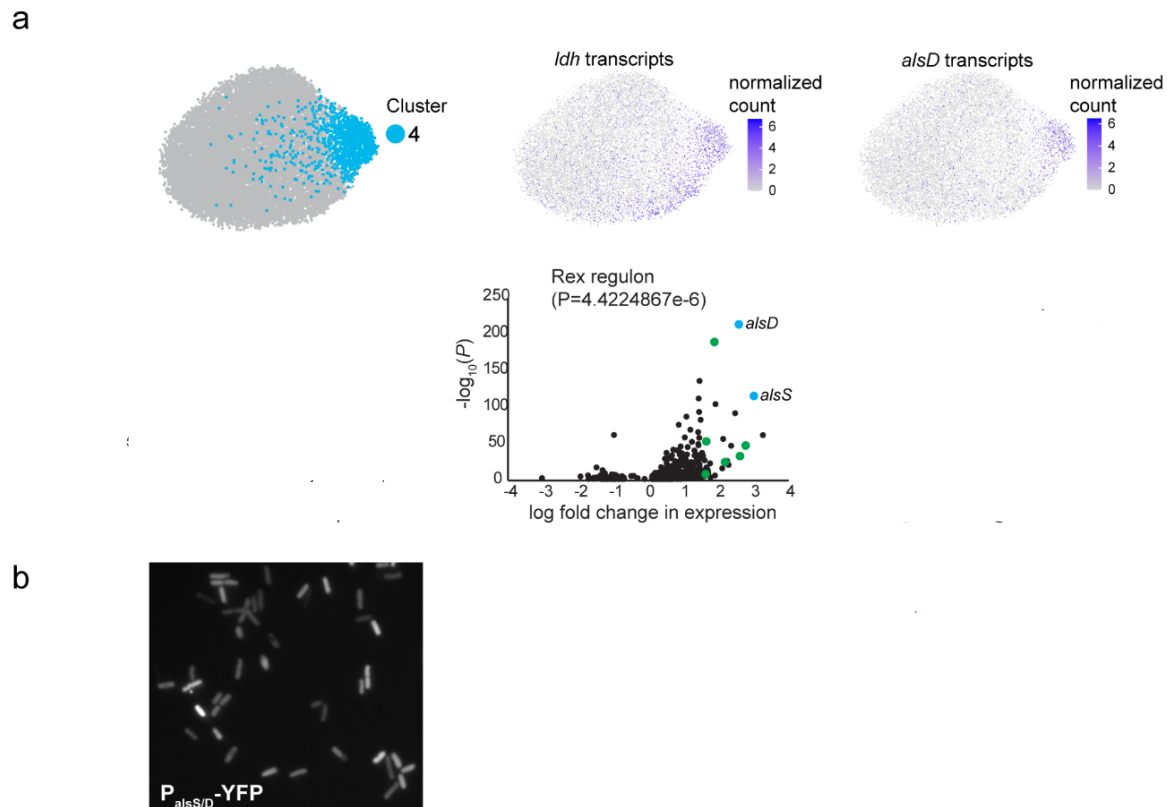 a
Cluster
4
ldh transcripts
normalized
count
6
4
2
0
alsD transcripts
normalized
count
6
4
2
0
Rex regulon
(P=4.4224867e-6)
250
200
150
100
50
0
-log₁₀(P)
alsD
alsS
-4 -3 -2 -1 0 1 2 3 4
log fold change in expression
b
PalsS/D-YFP